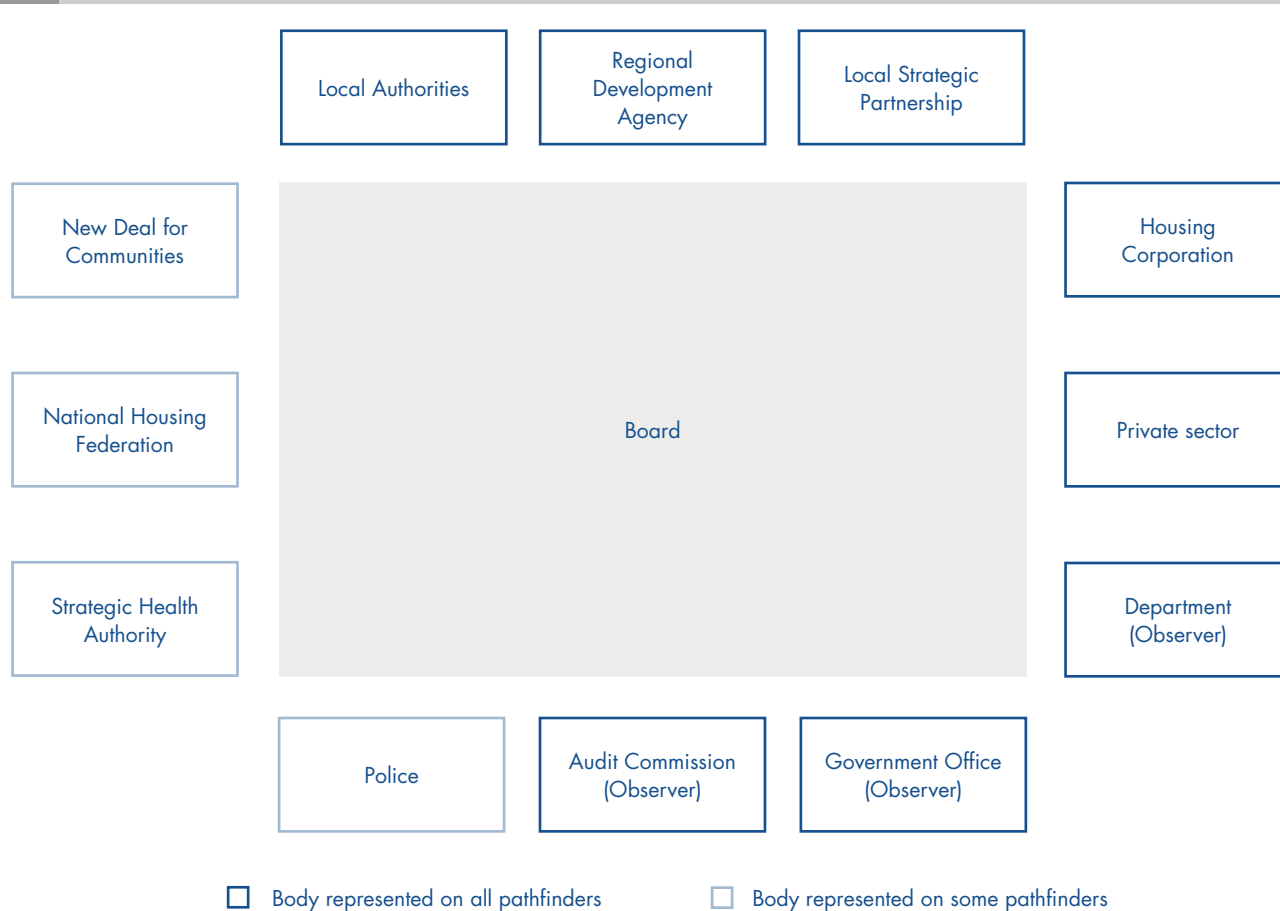 Local Authorities
Regional
Development
Agency
Local Strategic
Partnership
New Deal for
Communities
Housing
Corporation
National Housing
Federation
Board
Private sector
Strategic Health
Authority
Department
(Observer)
Police
Audit Commission
(Observer)
Government Office
(Observer)
Body represented on all pathfinders
Body represented on some pathfinders